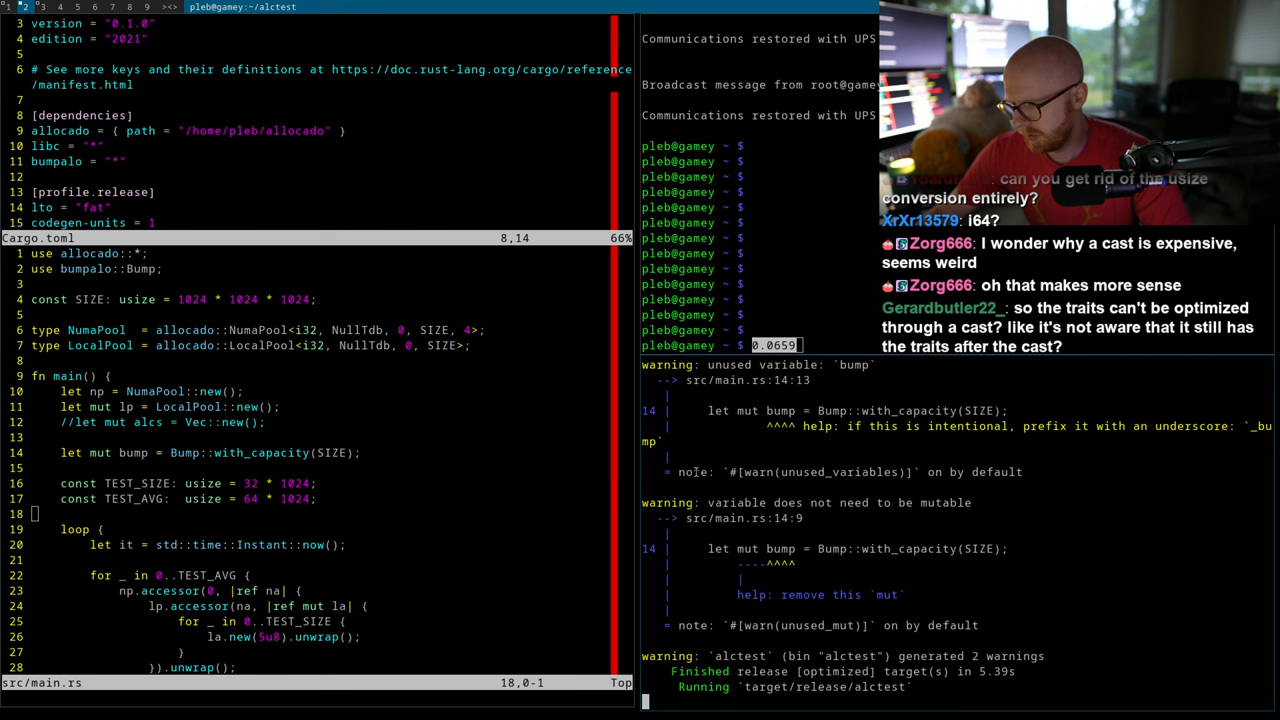 1 2 3 4 5 6 7 8 9 ><> pleb@gamey:~/alctest
3 version = "0.1.0"
4 edition = "2021"
5
6 # See more keys and their definitions at https://doc.rust-lang.org/cargo/reference
/manifest.html
7
8 [dependencies]
9 allocado = { path = "/home/pleb/allocado" }
10 libc = "*"
11 bumpalo = "*"
12
13 [profile.release]
14 lto = "fat"
15 codegen-units = 1
Cargo.toml 8,14 66%
1 use allocado::*;
2 use bumpalo::Bump;
3
4 const SIZE: usize = 1024 * 1024 * 1024;
5
6 type NumaPool  = allocado::NumaPool<i32, NullTdb, 0, SIZE, 4>;
7 type LocalPool = allocado::LocalPool<i32, NullTdb, 0, SIZE>;
8
9 fn main() {
10     let np = NumaPool::new();
11     let mut lp = LocalPool::new();
12     //let mut alcs = Vec::new();
13
14     let mut bump = Bump::with_capacity(SIZE);
15
16     const TEST_SIZE: usize = 32 * 1024;
17     const TEST_AVG:  usize = 64 * 1024;
18
19     loop {
20         let it = std::time::Instant::now();
21
22         for _ in 0..TEST_AVG {
23             np.accessor(0, |ref na| {
24                 lp.accessor(na, |ref mut la| {
25                     for _ in 0..TEST_SIZE {
26                         la.new(5u8).unwrap();
27                     }
28                 }).unwrap();
src/main.rs 18,0-1 Top
Communications restored with UPS
Broadcast message from root@gamey
Communications restored with UPS
pleb@gamey ~ $
pleb@gamey ~ $
pleb@gamey ~ $
pleb@gamey ~ $
pleb@gamey ~ $
pleb@gamey ~ $
pleb@gamey ~ $
pleb@gamey ~ $
pleb@gamey ~ $
pleb@gamey ~ $
pleb@gamey ~ $
pleb@gamey ~ $
pleb@gamey ~ $
pleb@gamey ~ $ 0.0659
can you get rid of the usize
conversion entirely?
XrXr13579: i64?
Zorg666: I wonder why a cast is expensive,
seems weird
Zorg666: oh that makes more sense
Gerardbutler22_: so the traits can't be optimized
through a cast? like it's not aware that it still has
the traits after the cast?
warning: unused variable: `bump`
--> src/main.rs:14:13
|
14 |     let mut bump = Bump::with_capacity(SIZE);
|             ^^^^ help: if this is intentional, prefix it with an underscore: `_bu
mp`
|
= note: `#[warn(unused_variables)]` on by default
warning: variable does not need to be mutable
--> src/main.rs:14:9
|
14 |     let mut bump = Bump::with_capacity(SIZE);
|         ----^^^^
|         |
|         help: remove this `mut`
|
= note: `#[warn(unused_mut)]` on by default
warning: `alctest` (bin "alctest") generated 2 warnings
Finished release [optimized] target(s) in 5.39s
Running `target/release/alctest`